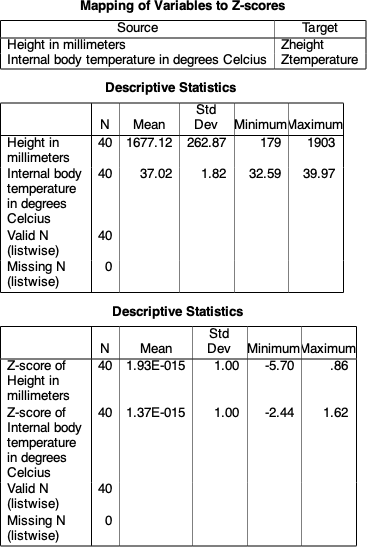 Mapping of Variables to Z-scores
Source Target
Height in millimeters Zheight
Internal body temperature in degrees Celcius Ztemperature
Descriptive Statistics
Std
N Mean Dev Minimum Maximum
Height in 40 1677.12 262.87 179 1903
millimeters
Internal body 40 37.02 1.82 32.59 39.97
temperature
in degrees
Celcius
Valid N 40
(listwise)
Missing N 0
(listwise)
Descriptive Statistics
Std
N Mean Dev Minimum Maximum
Z-score of 40 1.93E-015 1.00 -5.70 .86
Height in
millimeters
Z-score of 40 1.37E-015 1.00 -2.44 1.62
Internal body
temperature
in degrees
Celcius
Valid N 40
(listwise)
Missing N 0
(listwise)